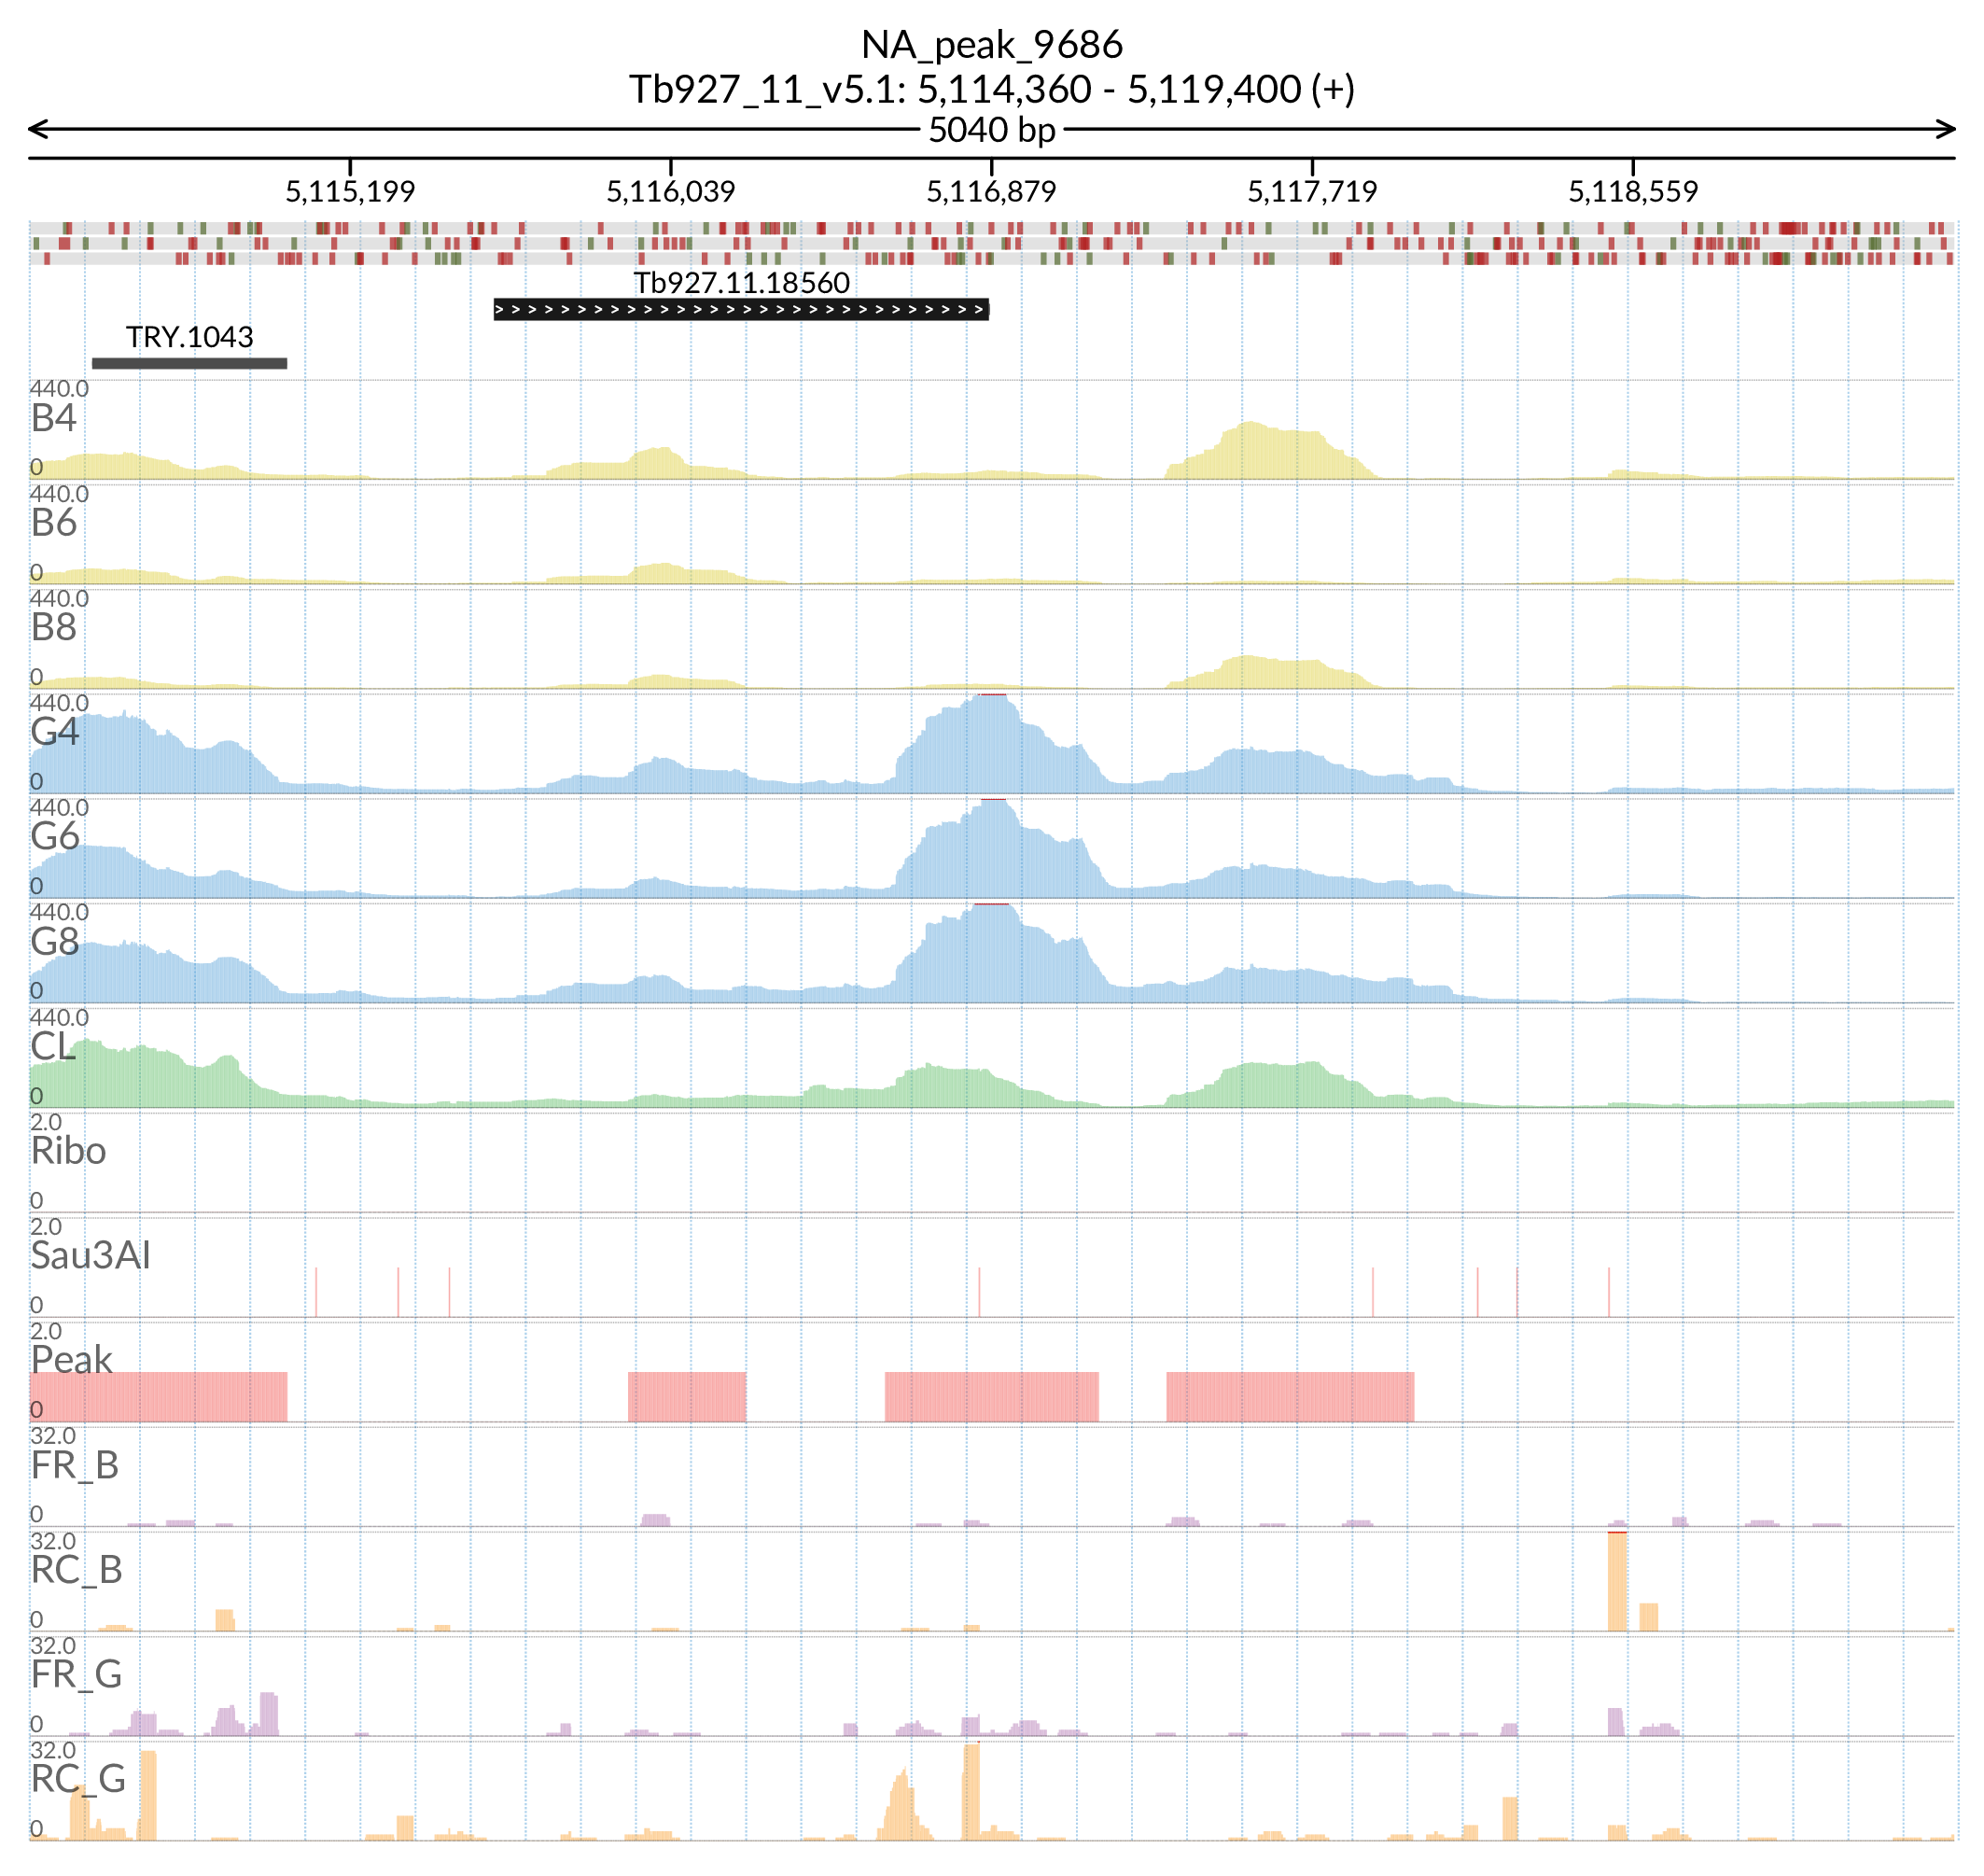 NA_peak_9686
Tb927_11_v5.1: 5,114,360 - 5,119,400 (+)
5040 bp
5,115,199 5,116,039 5,116,879 5,117,719 5,118,559
Tb927.11.18560
TRY.1043
440.0
B4
0
440.0
B6
0
440.0
B8
0
440.0
G4
0
440.0
G6
0
440.0
G8
0
440.0
CL
0
2.0
Ribo
0
2.0
Sau3AI
0
2.0
Peak
0
32.0
FR_B
0
32.0
RC_B
0
32.0
FR_G
0
32.0
RC_G
0